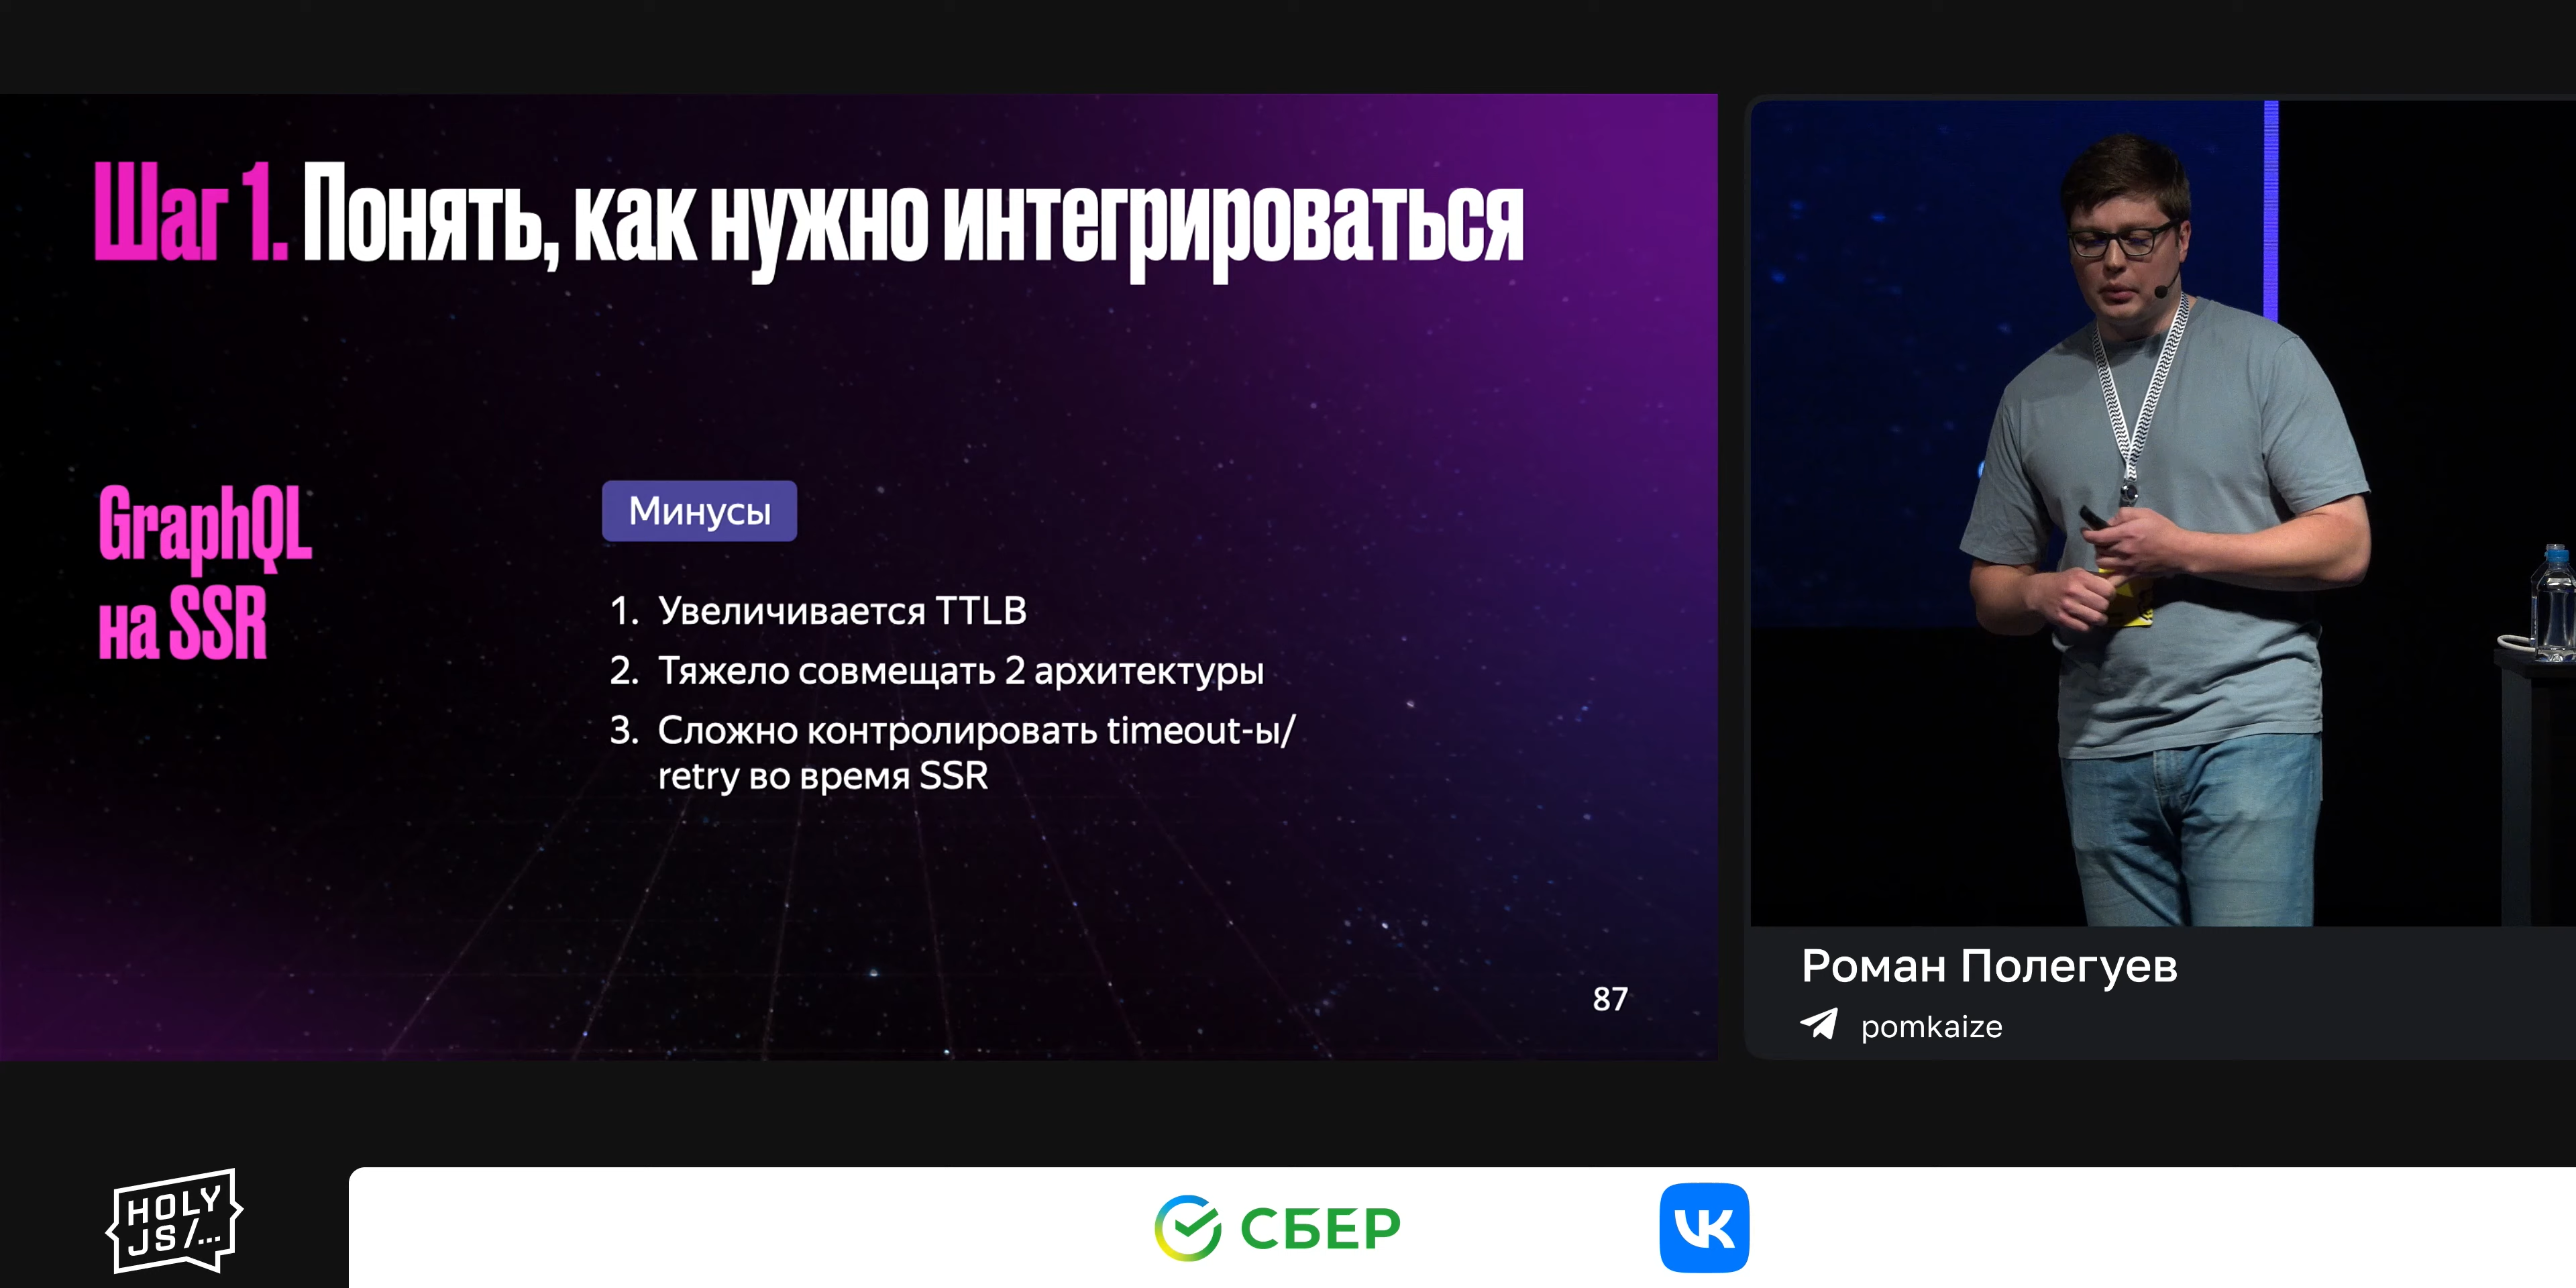 Шаг 1. Понять, как нужно интегрироваться
GraphQL
на SSR
Минусы
1. Увеличивается TTLB
2. Тяжело совмещать 2 архитектуры
3. Сложно контролировать timeout-ы/
retry во время SSR
87
Роман Полегуев
pomkaize
HOLY
JS/...
СБЕР
VK